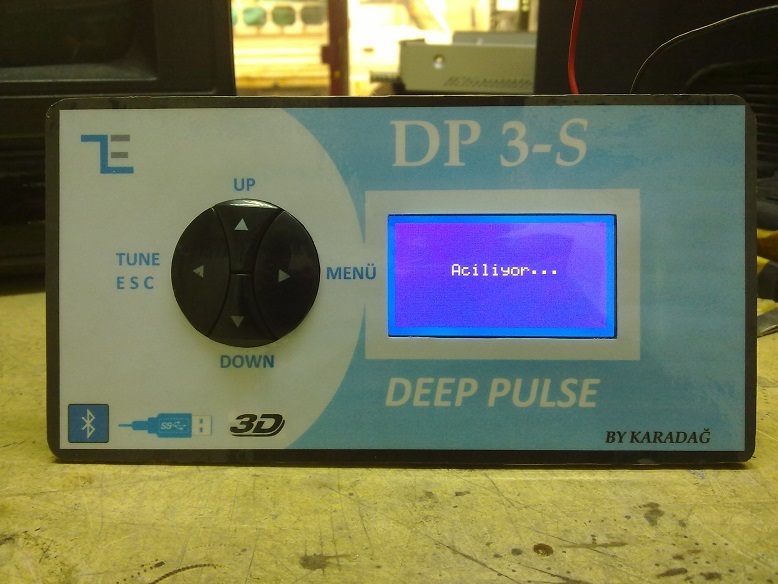 DP 3-S
UP
TUNE
ESC
MENÜ
DOWN
Aciliyor...
DEEP PULSE
SS
3D
BY KARADAĞ